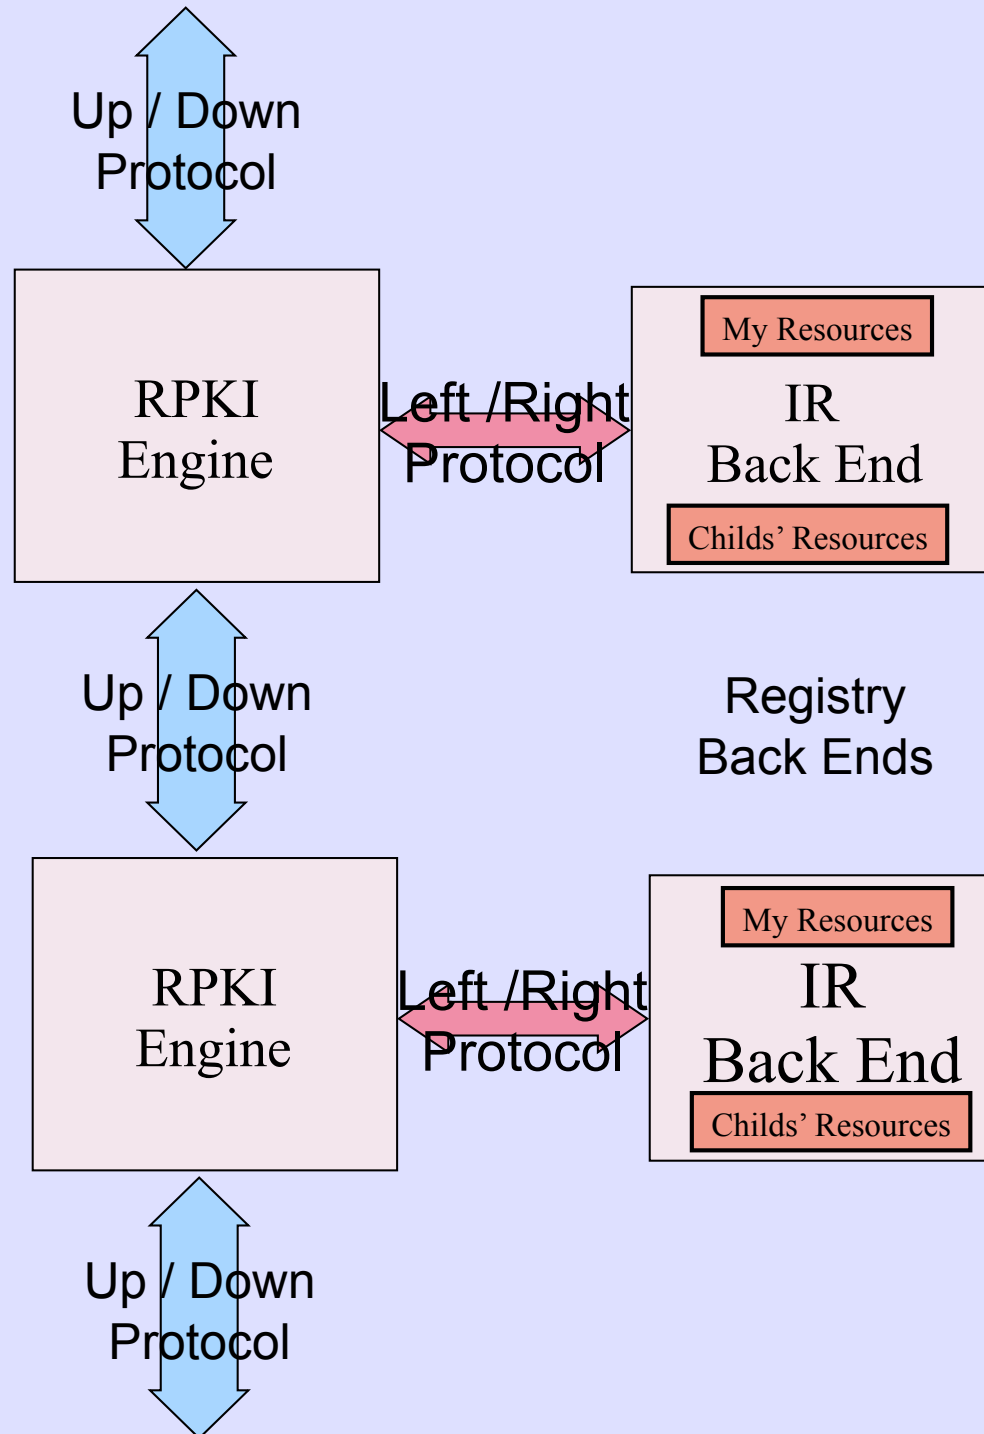 Up / Down
Protocol
RPKI
Engine
Left /Right
Protocol
My Resources
IR
Back End
Childs’ Resources
Up / Down
Protocol
Registry
Back Ends
RPKI
Engine
Left /Right
Protocol
My Resources
IR
Back End
Childs’ Resources
Up / Down
Protocol